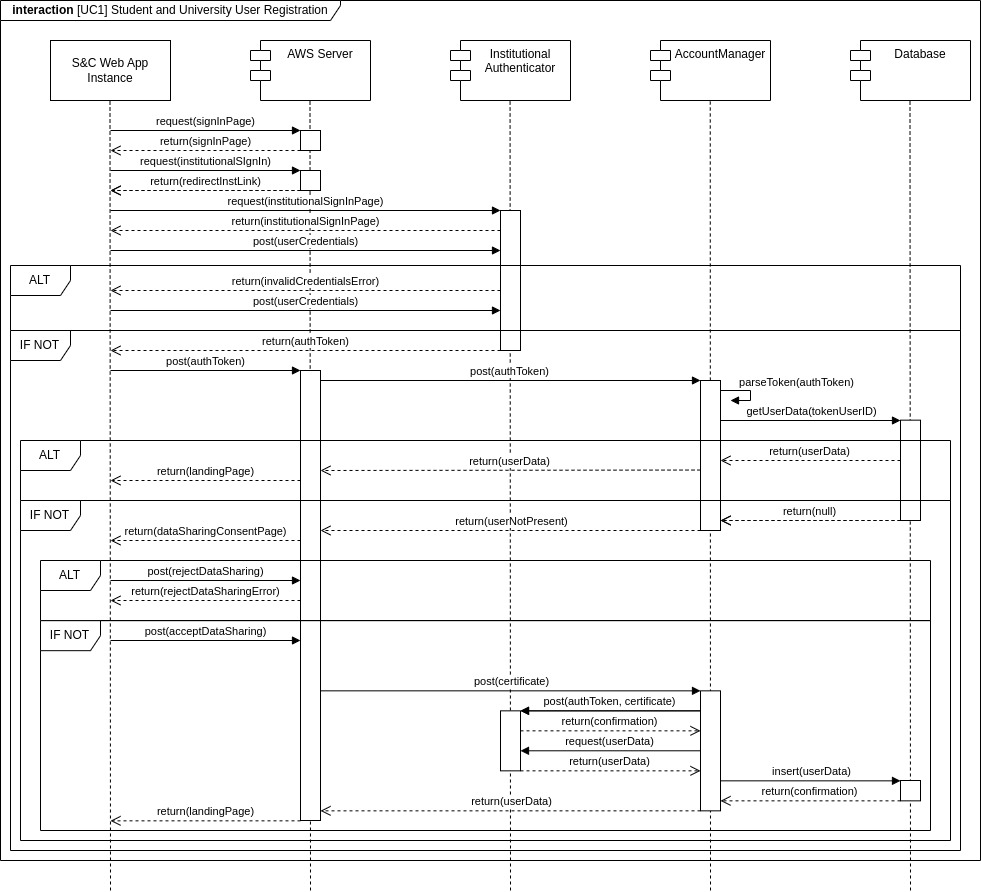 interaction [UC1] Student and University User Registration
S&C Web App
Instance
AWS Server
Institutional
Authenticator
AccountManager
Database
request(signInPage)
return(signInPage)
request(institutionalSIgnIn)
return(redirectInstLink)
request(institutionalSignInPage)
return(institutionalSignInPage)
post(userCredentials)
ALT
return(invalidCredentialsError)
post(userCredentials)
IF NOT
return(authToken)
post(authToken)
post(authToken)
parseToken(authToken)
getUserData(tokenUserID)
ALT
return(userData)
return(userData)
return(landingPage)
IF NOT
return(null)
return(userNotPresent)
return(dataSharingConsentPage)
ALT
post(rejectDataSharing)
return(rejectDataSharingError)
IF NOT
post(acceptDataSharing)
post(certificate)
post(authToken, certificate)
return(confirmation)
request(userData)
return(userData)
insert(userData)
return(confirmation)
return(userData)
return(landingPage)